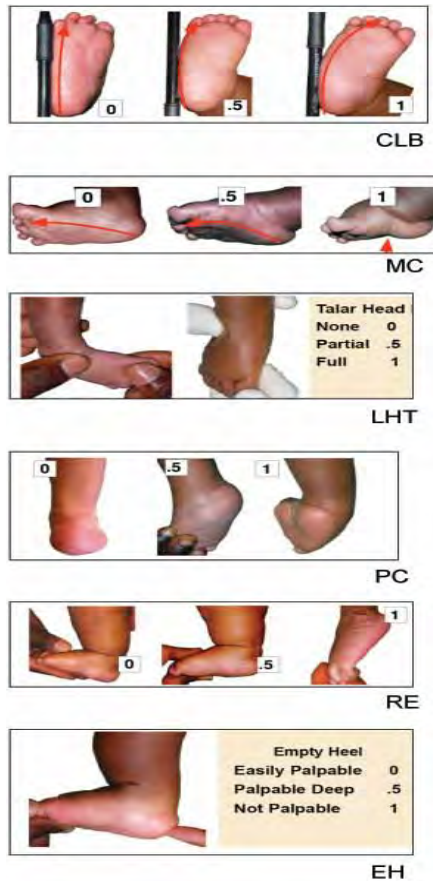 0 .5 1
CLB
0 .5 1
MC
Talar Head
None 0
Partial .5
Full 1
LHT
0 .5 1
PC
0 .5 1
RE
Empty Heel
Easily Palpable 0
Palpable Deep .5
Not Palpable 1
EH